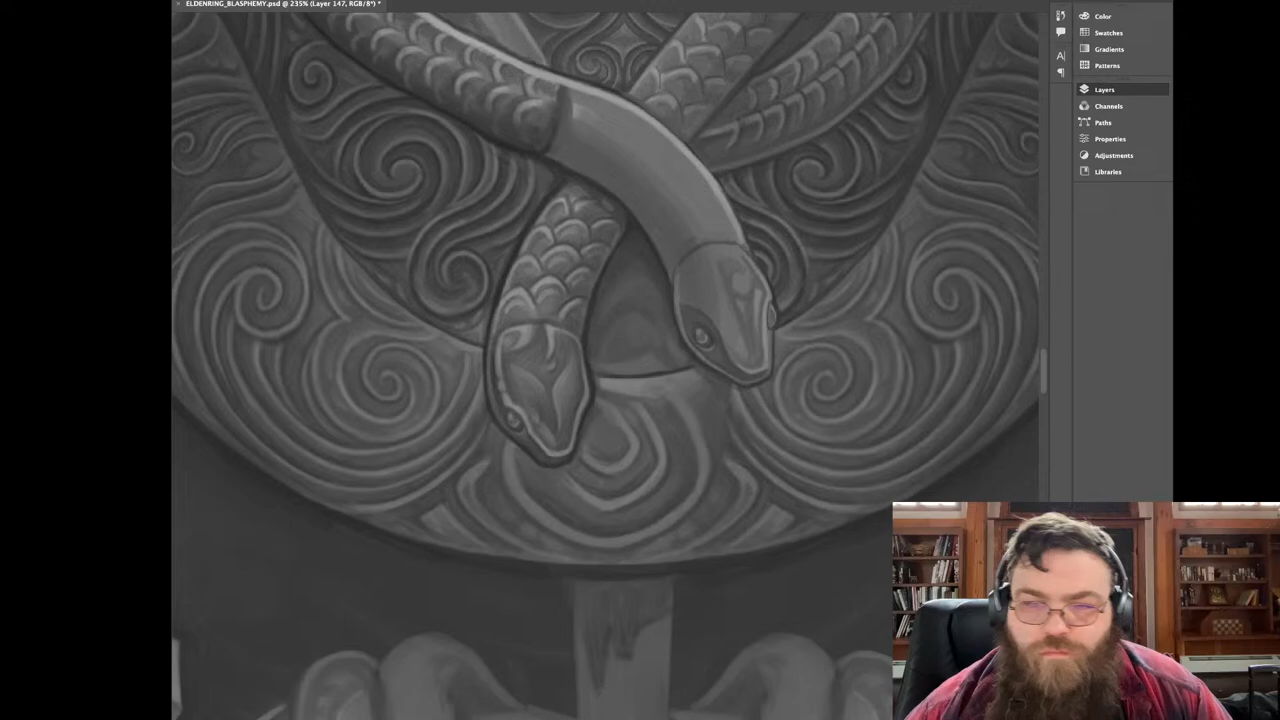 ELDENRING_BLASPHEMY.psd @ 235% (Layer 147, RGB/8*) *
Color
Swatches
Gradients
Patterns
Layers
Channels
Paths
Properties
Adjustments
Libraries